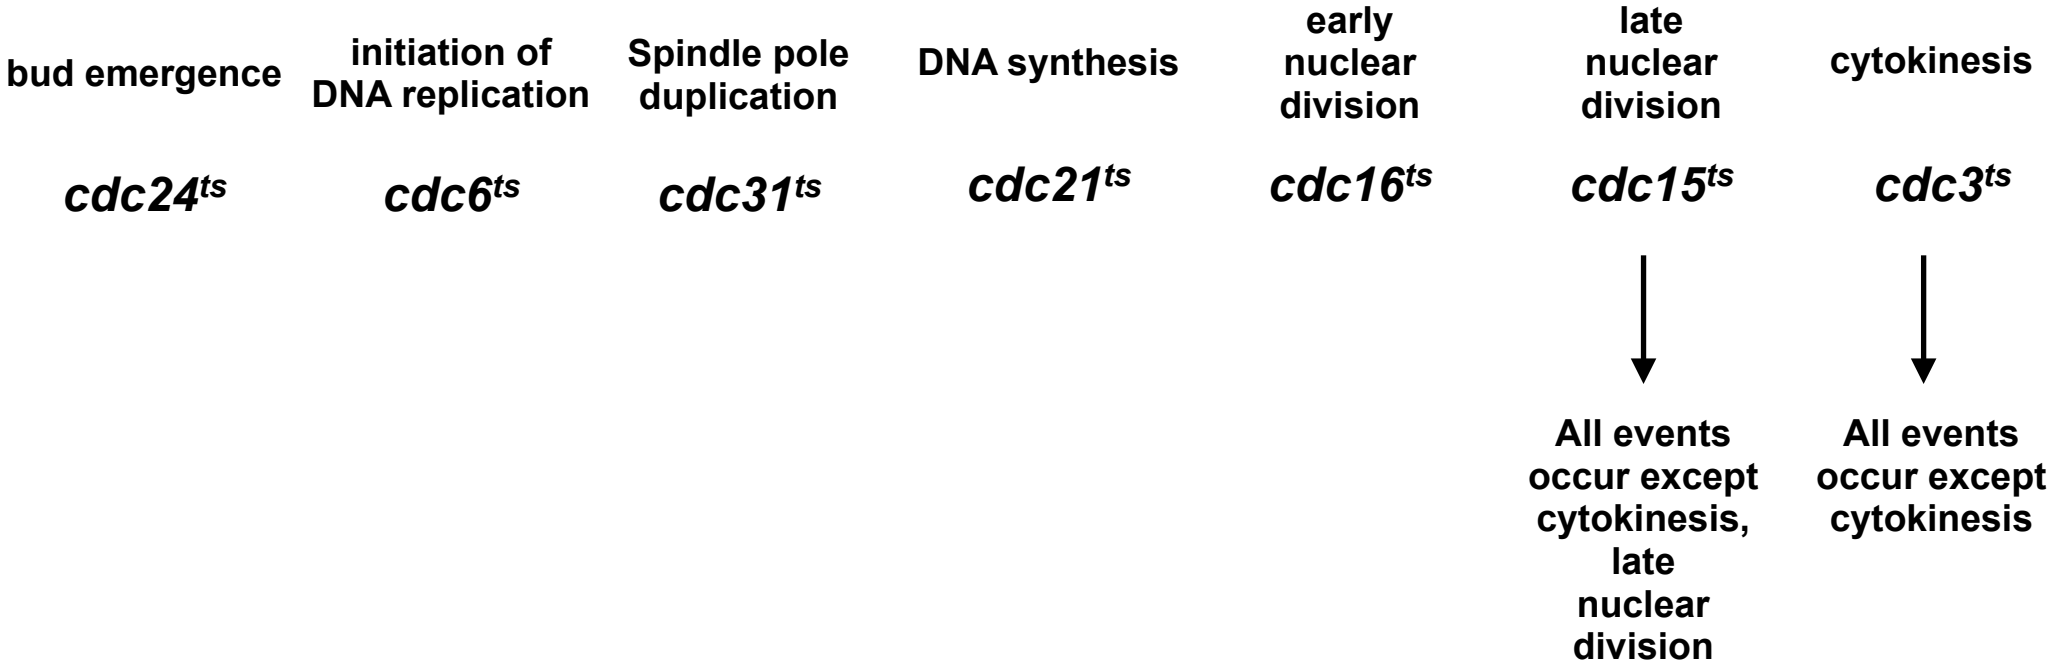 bud emergence
initiation of
DNA replication
Spindle pole
duplication
DNA synthesis
early
nuclear
division
late
nuclear
division
cytokinesis
cdc24ts
cdc6ts
cdc31ts
cdc21ts
cdc16ts
cdc15ts
cdc3ts
All events
occur except
cytokinesis,
late
nuclear
division
All events
occur except
cytokinesis